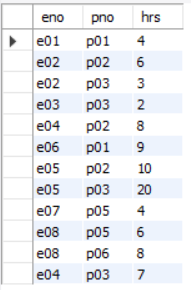 eno pno hrs
e01 p01 4
e02 p02 6
e02 p03 3
e03 p03 2
e04 p02 8
e06 p01 9
e05 p02 10
e05 p03 20
e07 p05 4
e08 p05 6
e08 p06 8
e04 p03 7